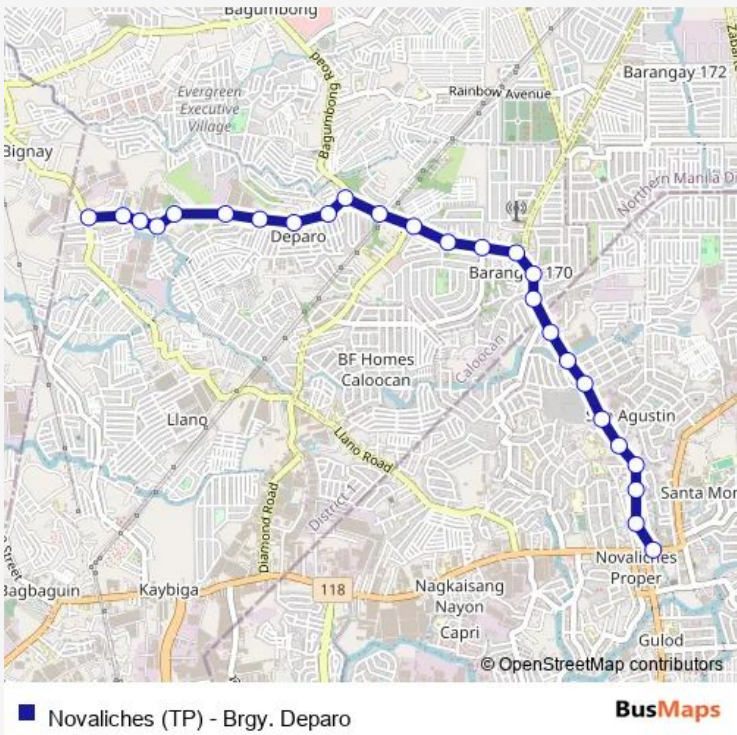 Bagumbong
Bagumbong Road
Evergreen
Executive
Village
Rainbow Avenue
Barangay 172
Bignay
Northern Manila Di
Deparo
Barang 170
Caloocan
BF Homes
Caloocan
Llano
Agustin
Llano Road
District 1
Diamond Road
Santa Mor
Street
Novaliches
Proper
Bagbaguin
Kaybiga
118
Nagkaisang
Nayon
Capri
Gulod
© OpenStreetMap contributors
Novaliches (TP) - Brgy. Deparo
BusMaps